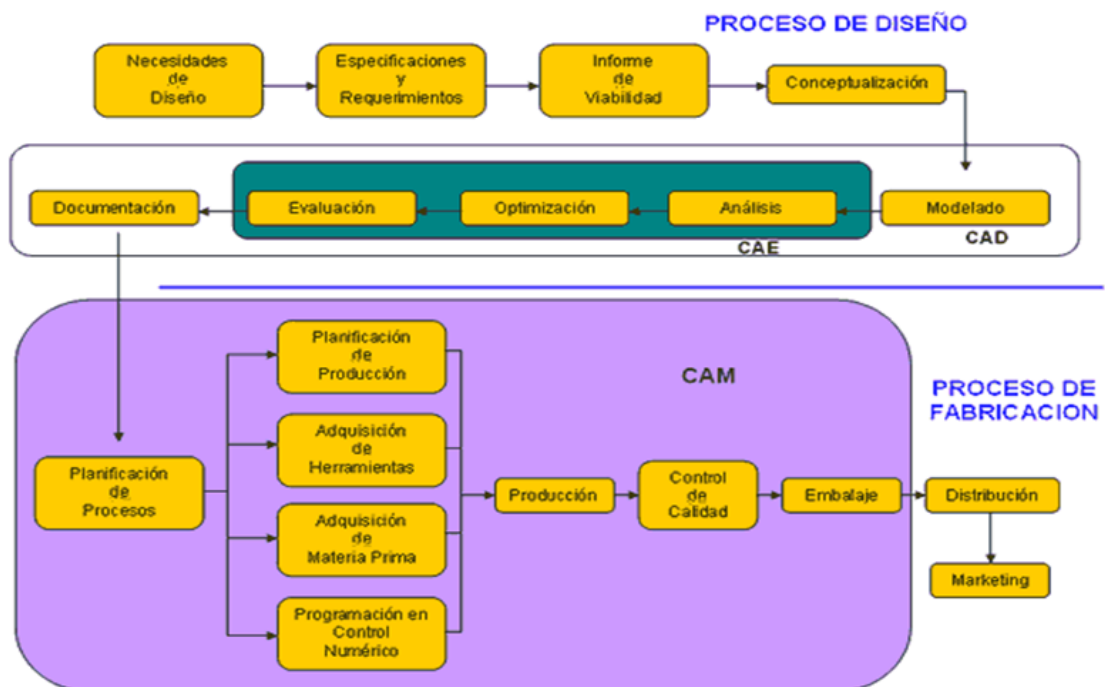 PROCESO DE DISEÑO
Necesidades
de
Diseño
Especificaciones
y
Requerimientos
Informe
de
Viabilidad
Conceptualización
Documentación
Evaluación
Optimización
Análisis
Modelado
CAE
CAD
CAM
PROCESO DE
FABRICACION
Planificación
de
Procesos
Planificación
de
Producción
Adquisición
de
Herramientas
Adquisición
de
Materia Prima
Programación en
Control
Numérico
Producción
Control
de
Calidad
Embalaje
Distribución
Marketing